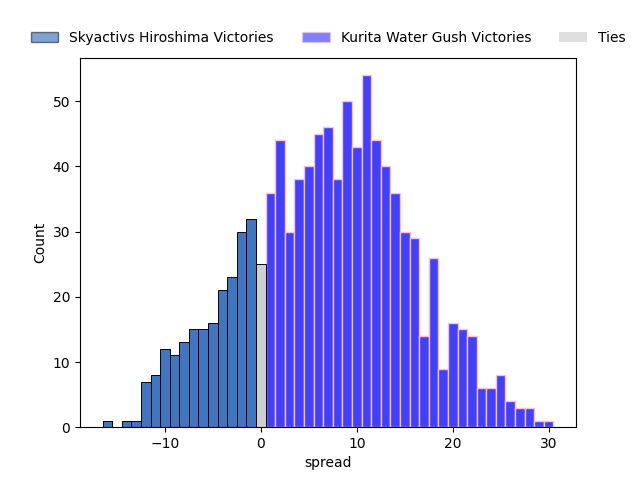 Skyactivs Hiroshima Victories Kurita Water Gush Victories Ties
50
40
30
20
10
0
Count
−10 0 10 20 30
spread